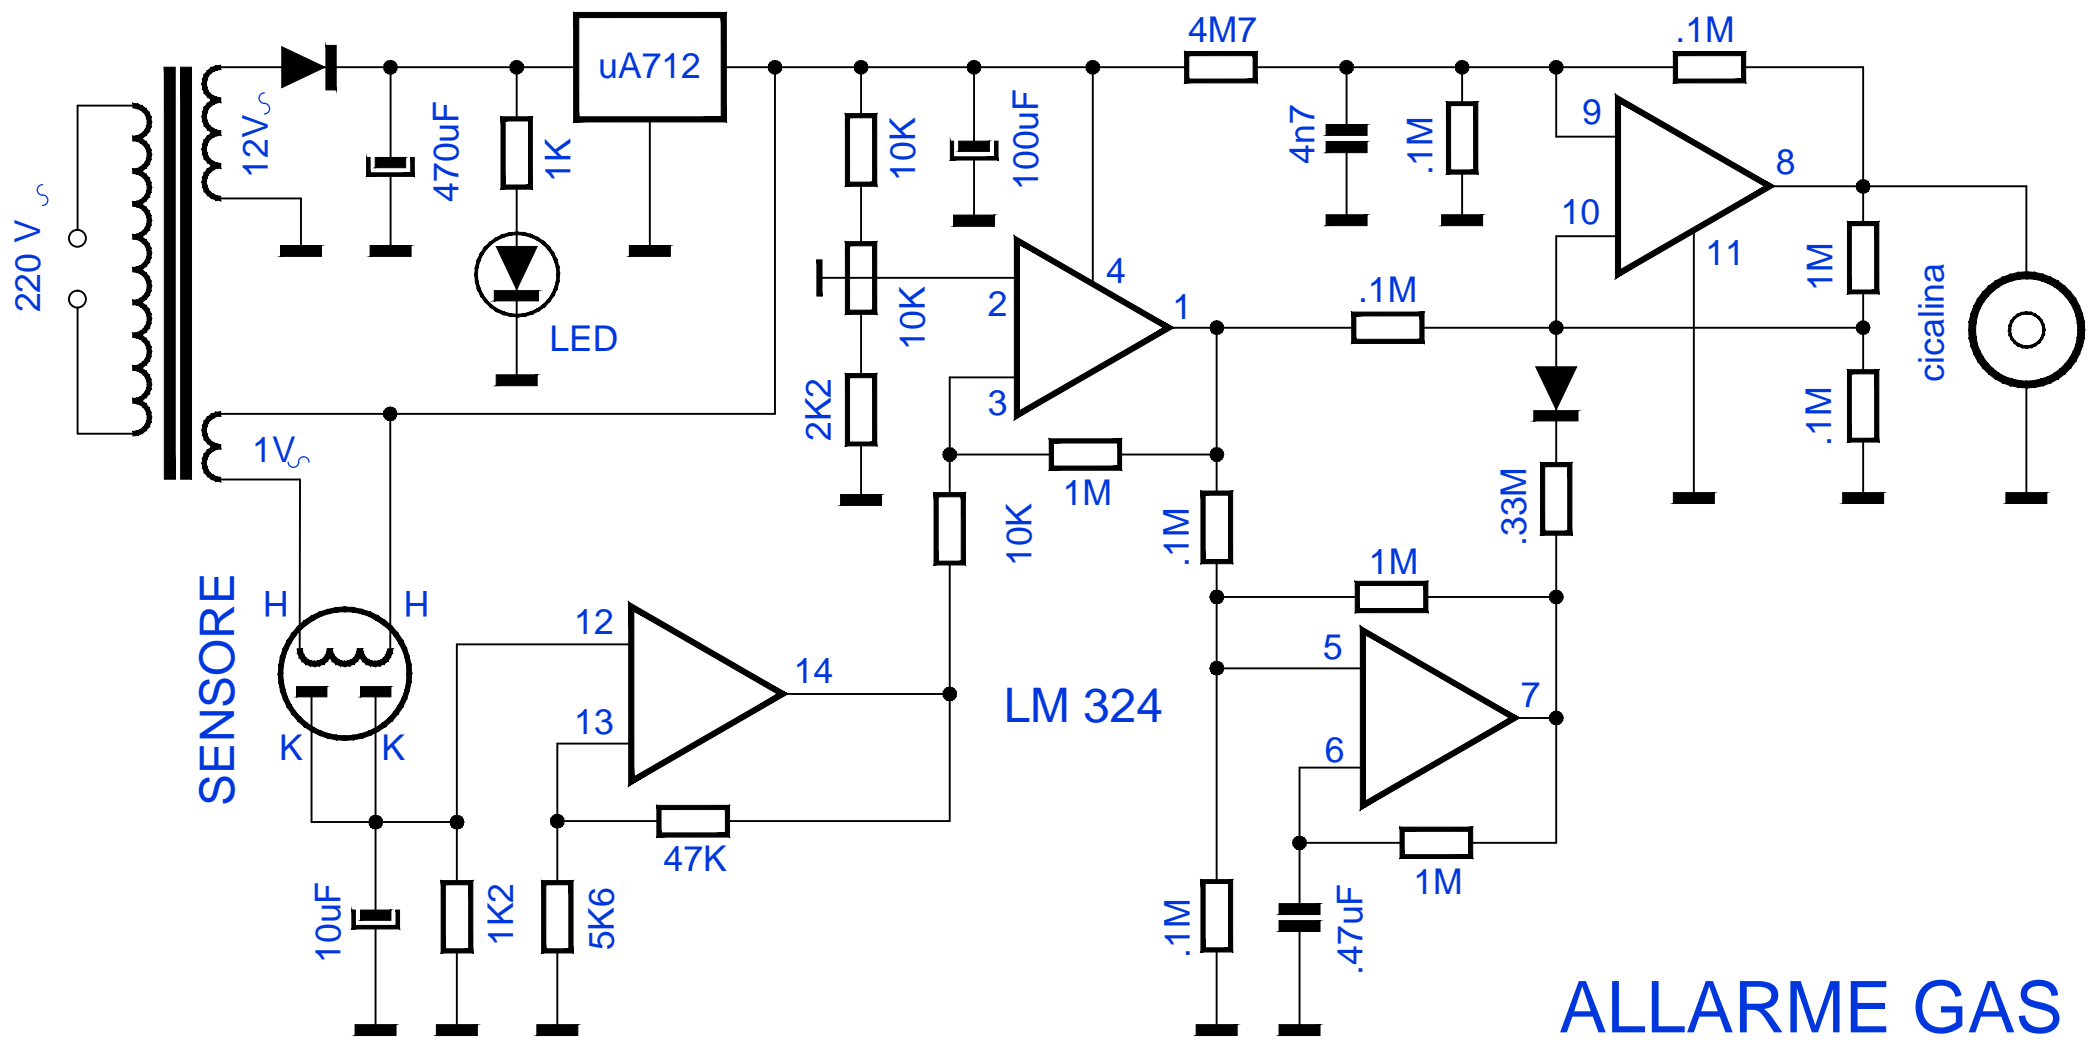 uA712
4M7
.1M
12V
470uF
1K
10K
100uF
4n7
.1M
9
8
10
11
220 V
LED
10K
2
4
1
3
.1M
1M
cicalina
2K2
.1M
1V
1M
10K
.1M
.33M
1M
SENSORE
H
H
12
14
13
LM 324
5
7
6
K
K
47K
1M
10uF
1K2
5K6
.1M
.47uF
ALLARME GAS